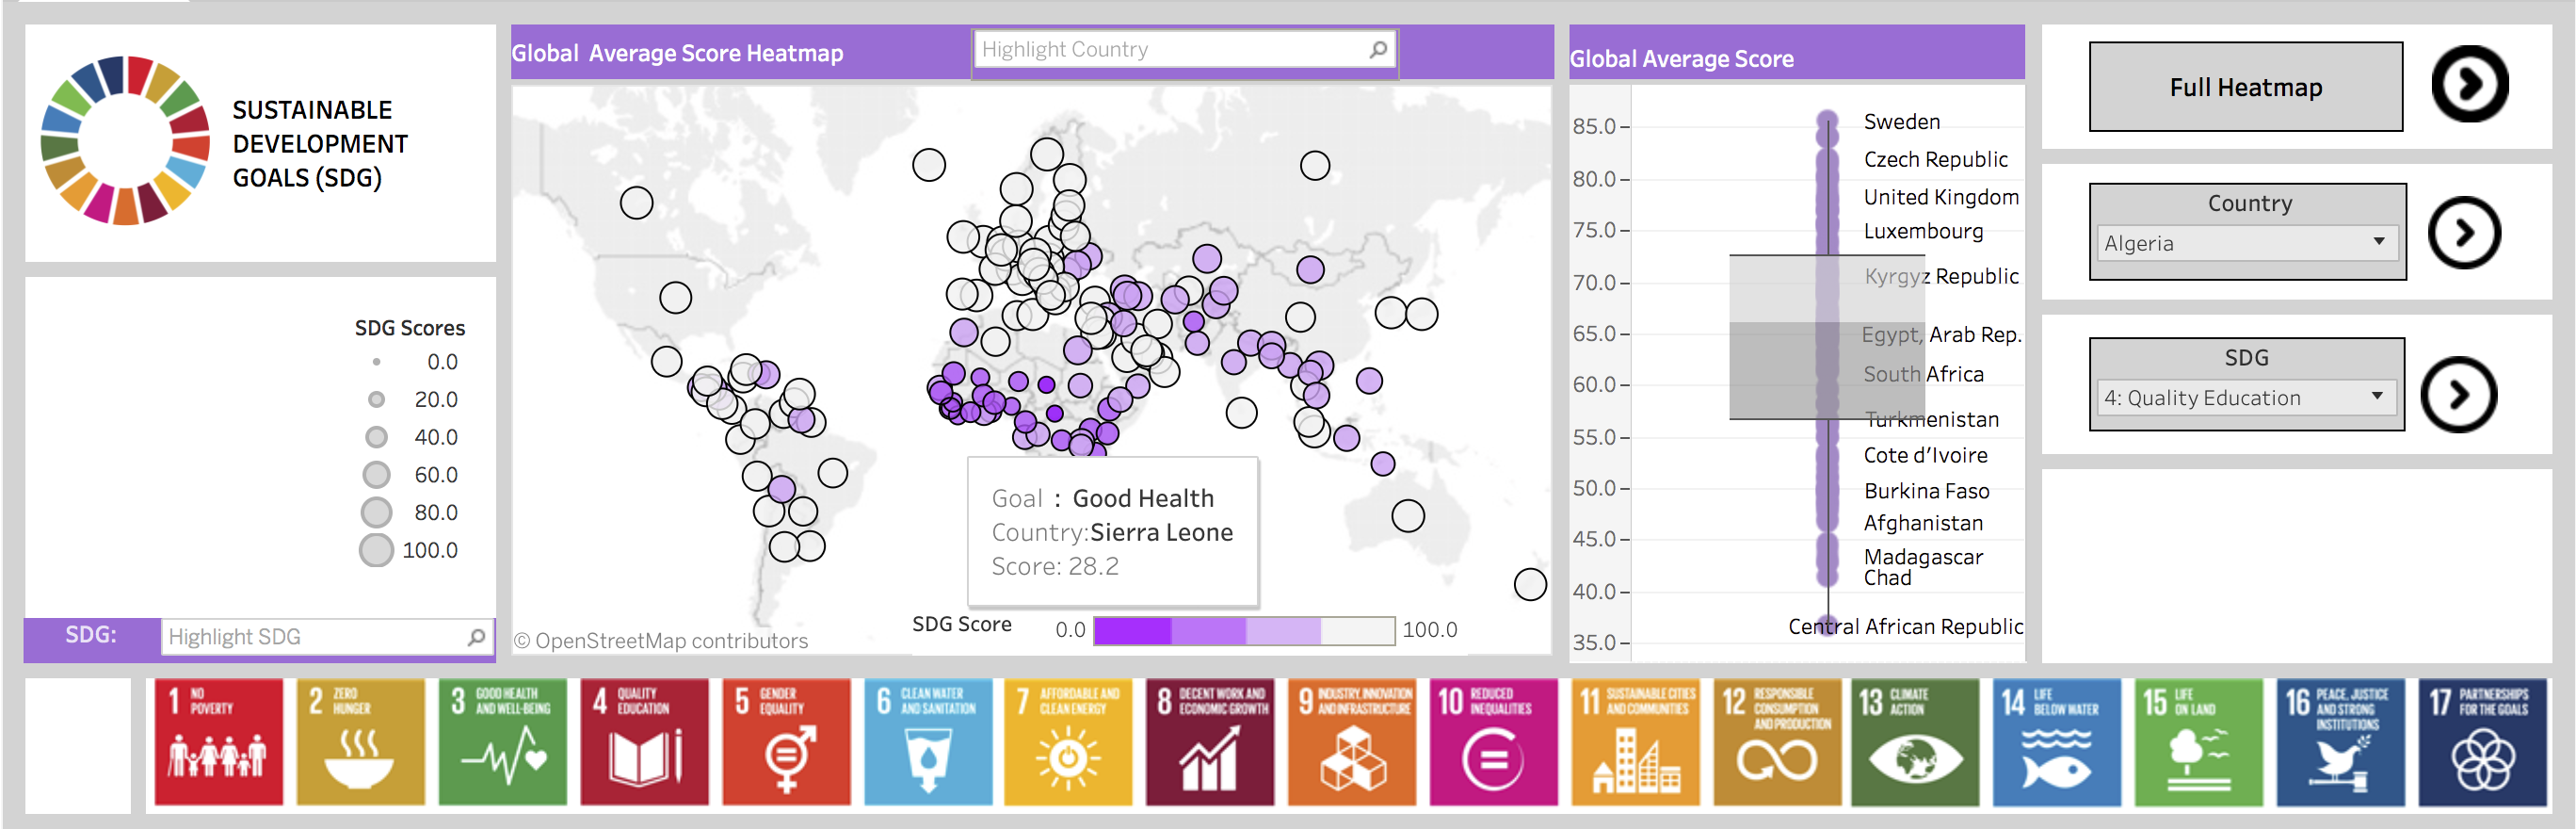 SUSTAINABLE
DEVELOPMENT
GOALS (SDG)
SDG Scores
0.0
20.0
40.0
60.0
80.0
100.0
SDG:
Highlight SDG
Global Average Score Heatmap
Highlight Country
Goal : Good Health
Country:Sierra Leone
Score: 28.2
© OpenStreetMap contributors
SDG Score
0.0
100.0
Global Average Score
85.0
80.0
75.0
70.0
65.0
60.0
55.0
50.0
45.0
40.0
35.0
Sweden
Czech Republic
United Kingdom
Luxembourg
Kyrgyz Republic
Egypt, Arab Rep.
South Africa
Turkmenistan
Cote d'Ivoire
Burkina Faso
Afghanistan
Madagascar
Chad
Central African Republic
Full Heatmap
Country
Algeria
SDG
4: Quality Education
1 NO
POVERTY
2 ZERO
HUNGER
3 GOOD HEALTH
AND WELL-BEING
4 QUALITY
EDUCATION
5 GENDER
EQUALITY
6 CLEAN WATER
AND SANITATION
7 AFFORDABLE AND
CLEAN ENERGY
8 DECENT WORK AND
ECONOMIC GROWTH
9 INDUSTRY, INNOVATION
AND INFRASTRUCTURE
10 REDUCED
INEQUALITIES
11 SUSTAINABLE CITIES
AND COMMUNITIES
12 RESPONSIBLE
CONSUMPTION
AND PRODUCTION
13 CLIMATE
ACTION
14 LIFE
BELOW WATER
15 LIFE
ON LAND
16 PEACE, JUSTICE
AND STRONG
INSTITUTIONS
17 PARTNERSHIPS
FOR THE GOALS